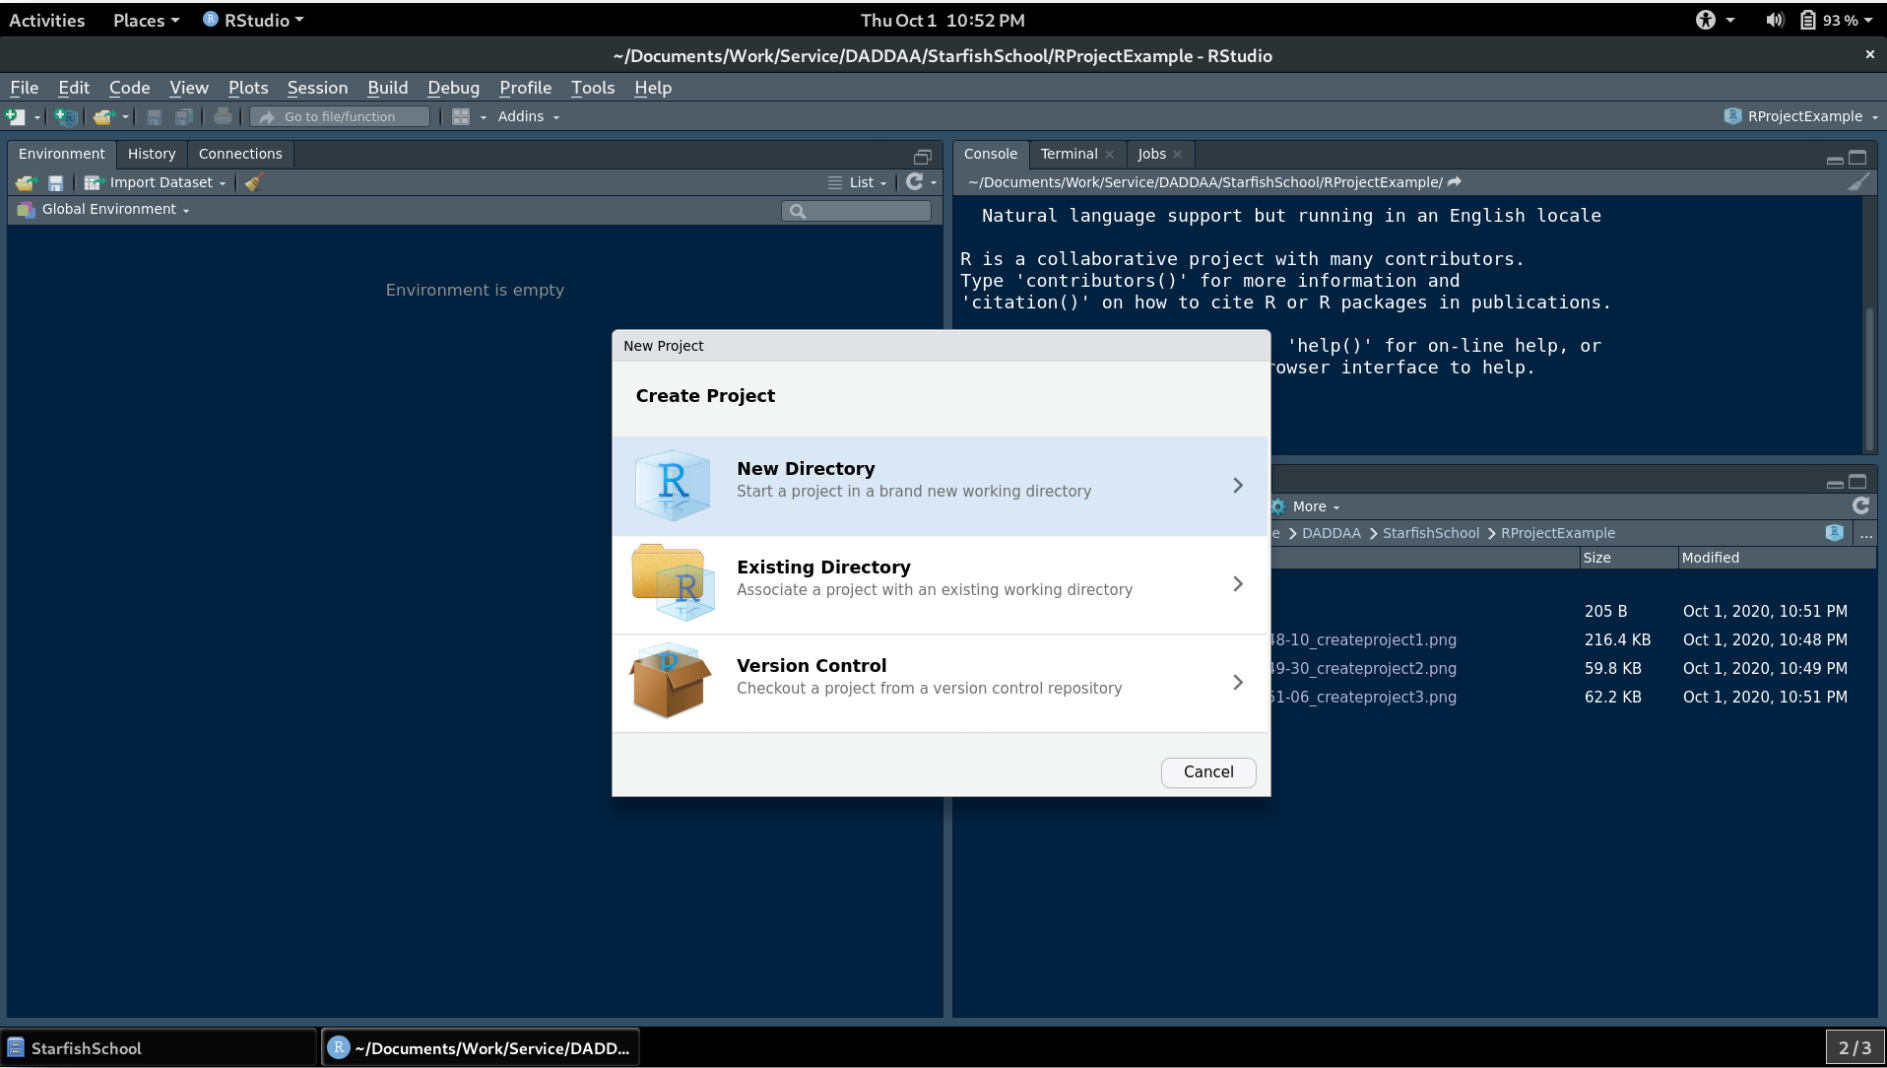 Activities Places RStudio Thu Oct 1 10:52 PM 93 %
~/Documents/Work/Service/DADDAA/StarfishSchool/RProjectExample - RStudio
File Edit Code View Plots Session Build Debug Profile Tools Help
Go to file/function Addins RProjectExample
Environment History Connections
Import Dataset List
Global Environment
Environment is empty
Console Terminal Jobs
~/Documents/Work/Service/DADDAA/StarfishSchool/RProjectExample/
Natural language support but running in an English locale
R is a collaborative project with many contributors.
Type 'contributors()' for more information and
'citation()' on how to cite R or R packages in publications.
'help()' for on-line help, or
rowser interface to help.
New Project
Create Project
New Directory
Start a project in a brand new working directory
Existing Directory
Associate a project with an existing working directory
Version Control
Checkout a project from a version control repository
Cancel
More
e DADDAA StarfishSchool RProjectExample ...
Size Modified
205 B Oct 1, 2020, 10:51 PM
48-10_createproject1.png 216.4 KB Oct 1, 2020, 10:48 PM
49-30_createproject2.png 59.8 KB Oct 1, 2020, 10:49 PM
51-06_createproject3.png 62.2 KB Oct 1, 2020, 10:51 PM
StarfishSchool ~/Documents/Work/Service/DADD... 2/3